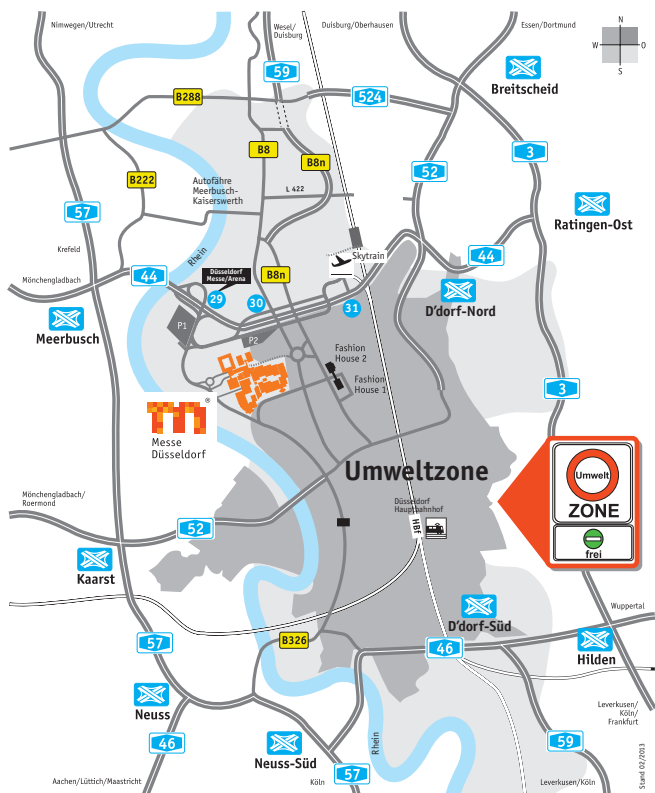 Nimwegen/Utrecht
Wesel/
Duisburg
Duisburg/Oberhausen
Essen/Dortmund
N
W
O
S
59
Breitscheid
B288
524
B8
3
B8n
52
L 422
B222
Autofähre
Meerbusch-
Kaiserswerth
57
Ratingen-Ost
Krefeld
Rhein
Skytrain
44
Mönchengladbach
44
Düsseldorf
Messe/Arena
B8n
29
30
31
D'dorf-Nord
Meerbusch
P1
P2
Fashion
House 2
Fashion
House 1
3
®
Messe
Düsseldorf
Umweltzone
Umwelt
ZONE
frei
Mönchengladbach/
Roermond
Düsseldorf
Hauptbahnhof
HBf
52
Kaarst
Wuppertal
D'dorf-Süd
57
B326
46
Hilden
Neuss
Leverkusen/
Köln/
Frankfurt
46
Neuss-Süd
Rhein
59
57
Aachen/Lüttich/Maastricht
Köln
Leverkusen/Köln
Stand 02/2013